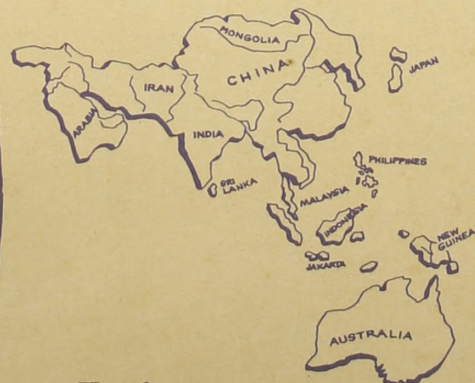 MONGOLIA
CHINA
JAPAN
IRAN
ARABIA
INDIA
SRI
LANKA
PHILIPPINES
MALAYSIA
INDONESIA
JAKARTA
NEW
GUINEA
AUSTRALIA